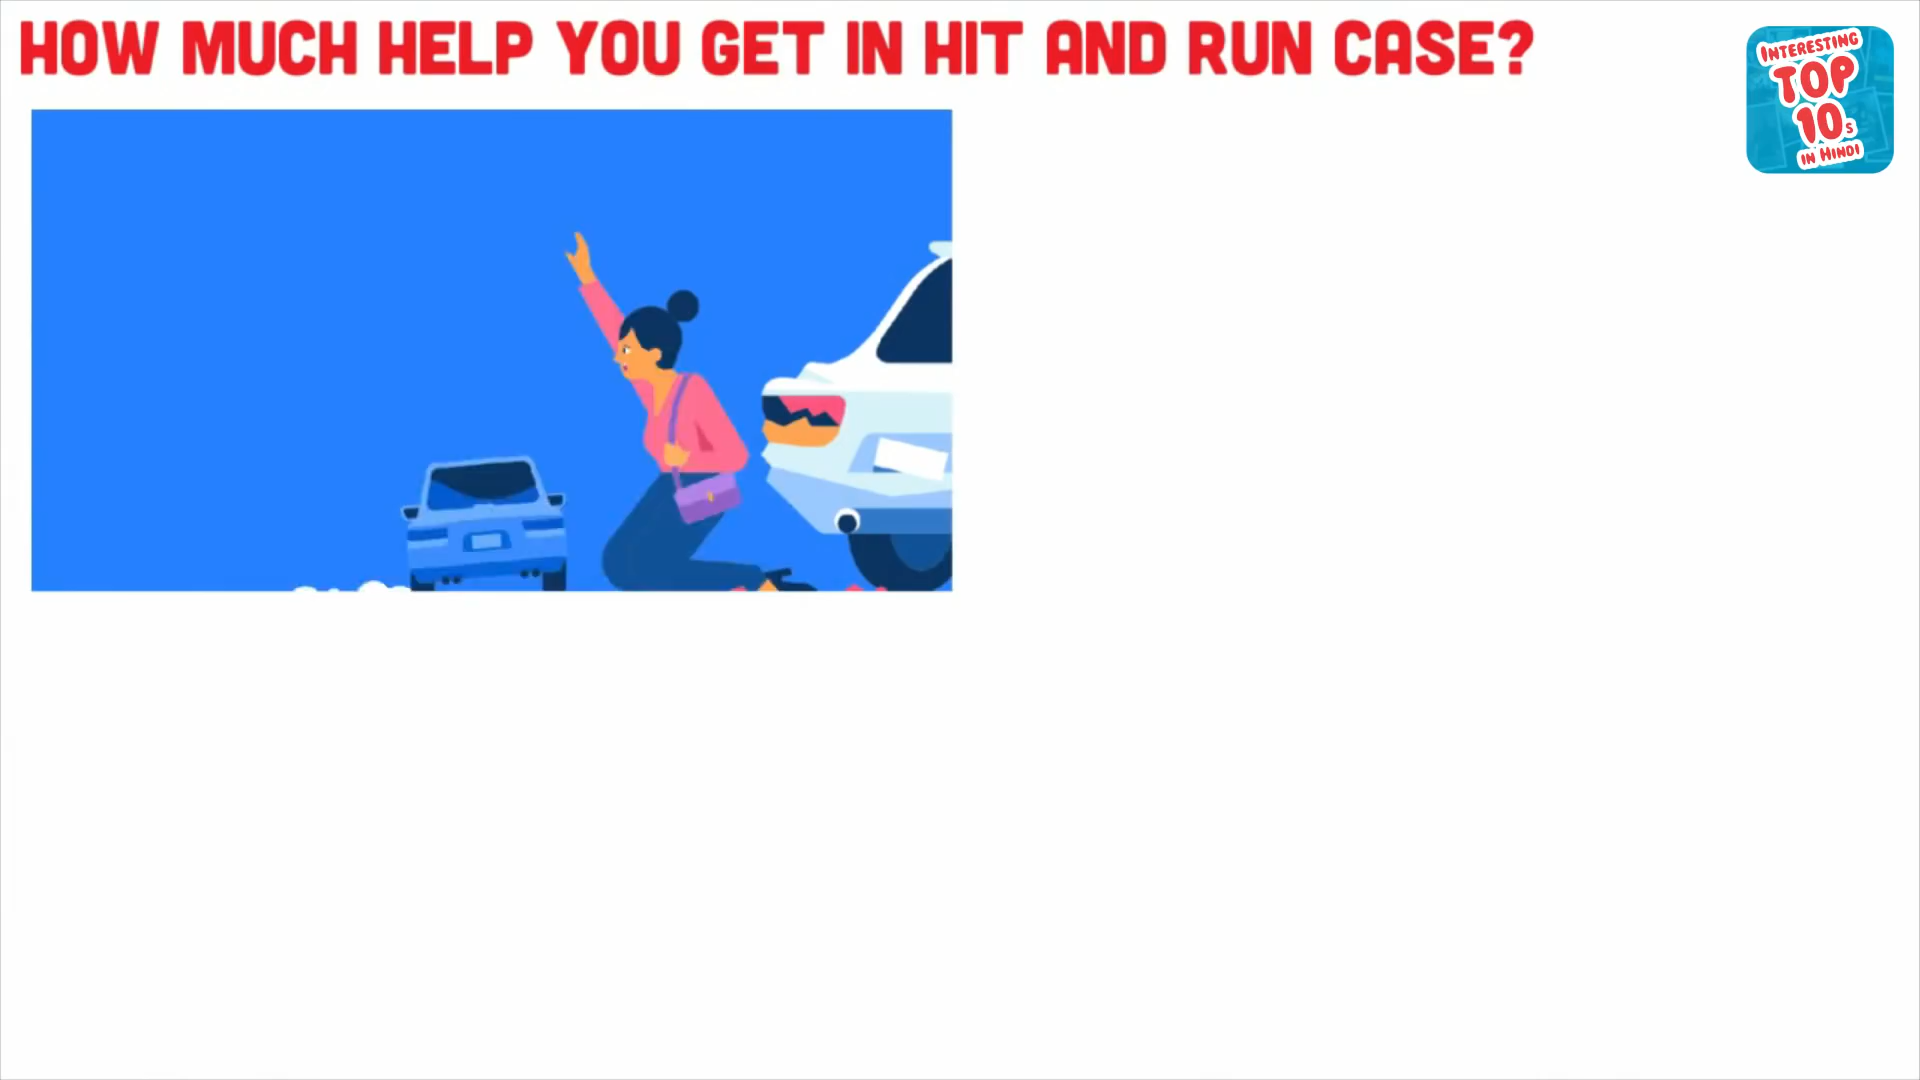 HOW MUCH HELP YOU GET IN HIT AND RUN CASE?
INTERESTING
TOP
10s
IN HINDI